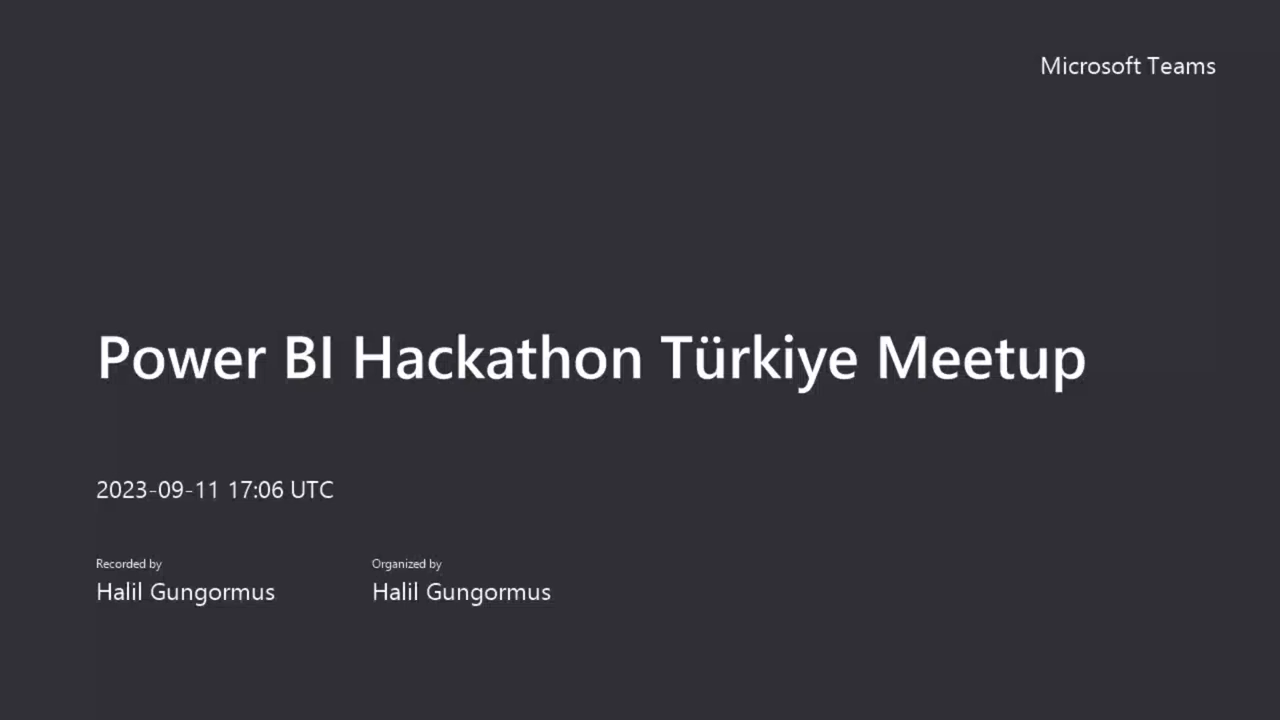 Microsoft Teams
Power BI Hackathon Türkiye Meetup
2023-09-11 17:06 UTC
Recorded by
Halil Gungormus
Organized by
Halil Gungormus